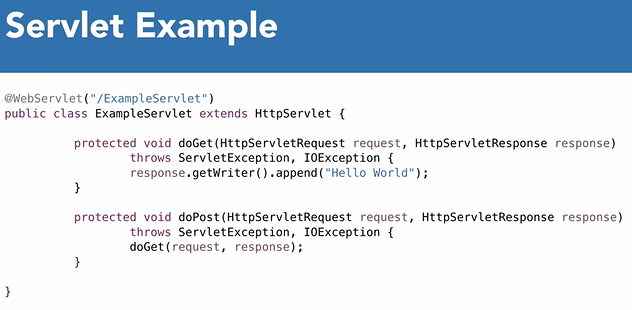 Servlet Example
@WebServlet("/ExampleServlet")
public class ExampleServlet extends HttpServlet {
protected void doGet(HttpServletRequest request, HttpServletResponse response)
throws ServletException, IOException {
response.getWriter().append("Hello World");
}
protected void doPost(HttpServletRequest request, HttpServletResponse response)
throws ServletException, IOException {
doGet(request, response);
}
}